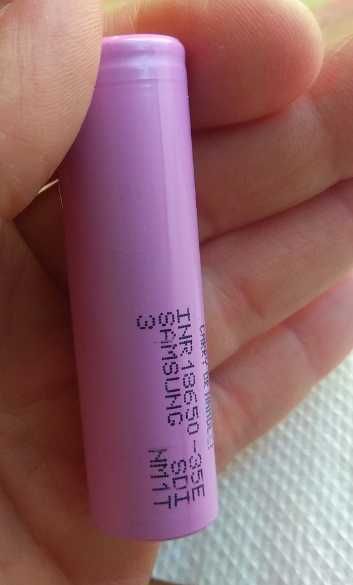 INR18650-35E
SAMSUNG SDI
3 NM1T